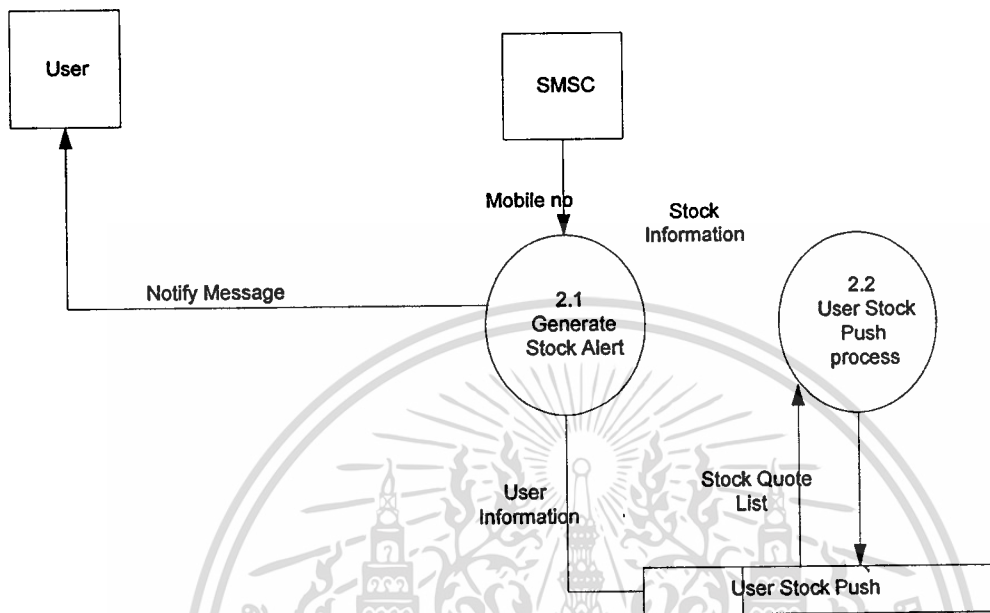 User
SMSC
Mobile no
Stock
Information
Notify Message
2.1
Generate
Stock Alert
2.2
User Stock
Push
process
User
Information
Stock Quote
List
User Stock Push